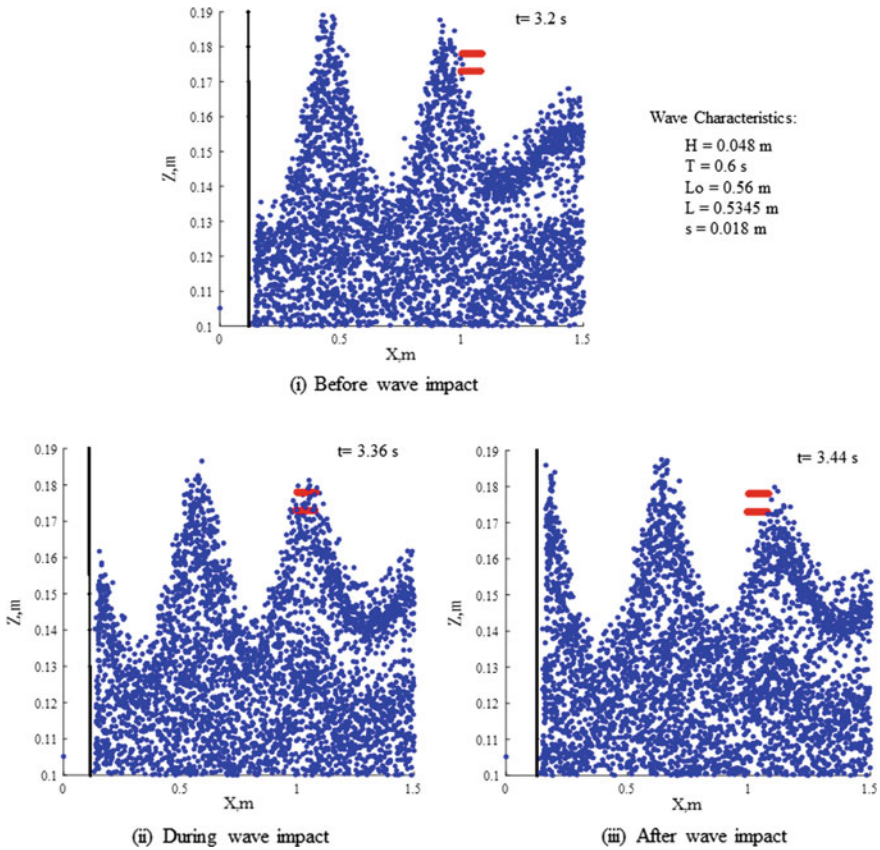 0.19
0.18
0.17
0.16
0.15
0.14
0.13
0.12
0.11
0.1
Z,m
t= 3.2 s
0
0.5
1
1.5
X,m
(i) Before wave impact
Wave Characteristics:
H = 0.048 m
T = 0.6 s
Lo = 0.56 m
L = 0.5345 m
s = 0.018 m
0.19
0.18
0.17
0.16
0.15
0.14
0.13
0.12
0.11
0.1
Z,m
t= 3.36 s
0
0.5
1
1.5
X,m
(ii) During wave impact
0.19
0.18
0.17
0.16
0.15
0.14
0.13
0.12
0.11
0.1
Z,m
t= 3.44 s
0
0.5
1
1.5
X,m
(iii) After wave impact